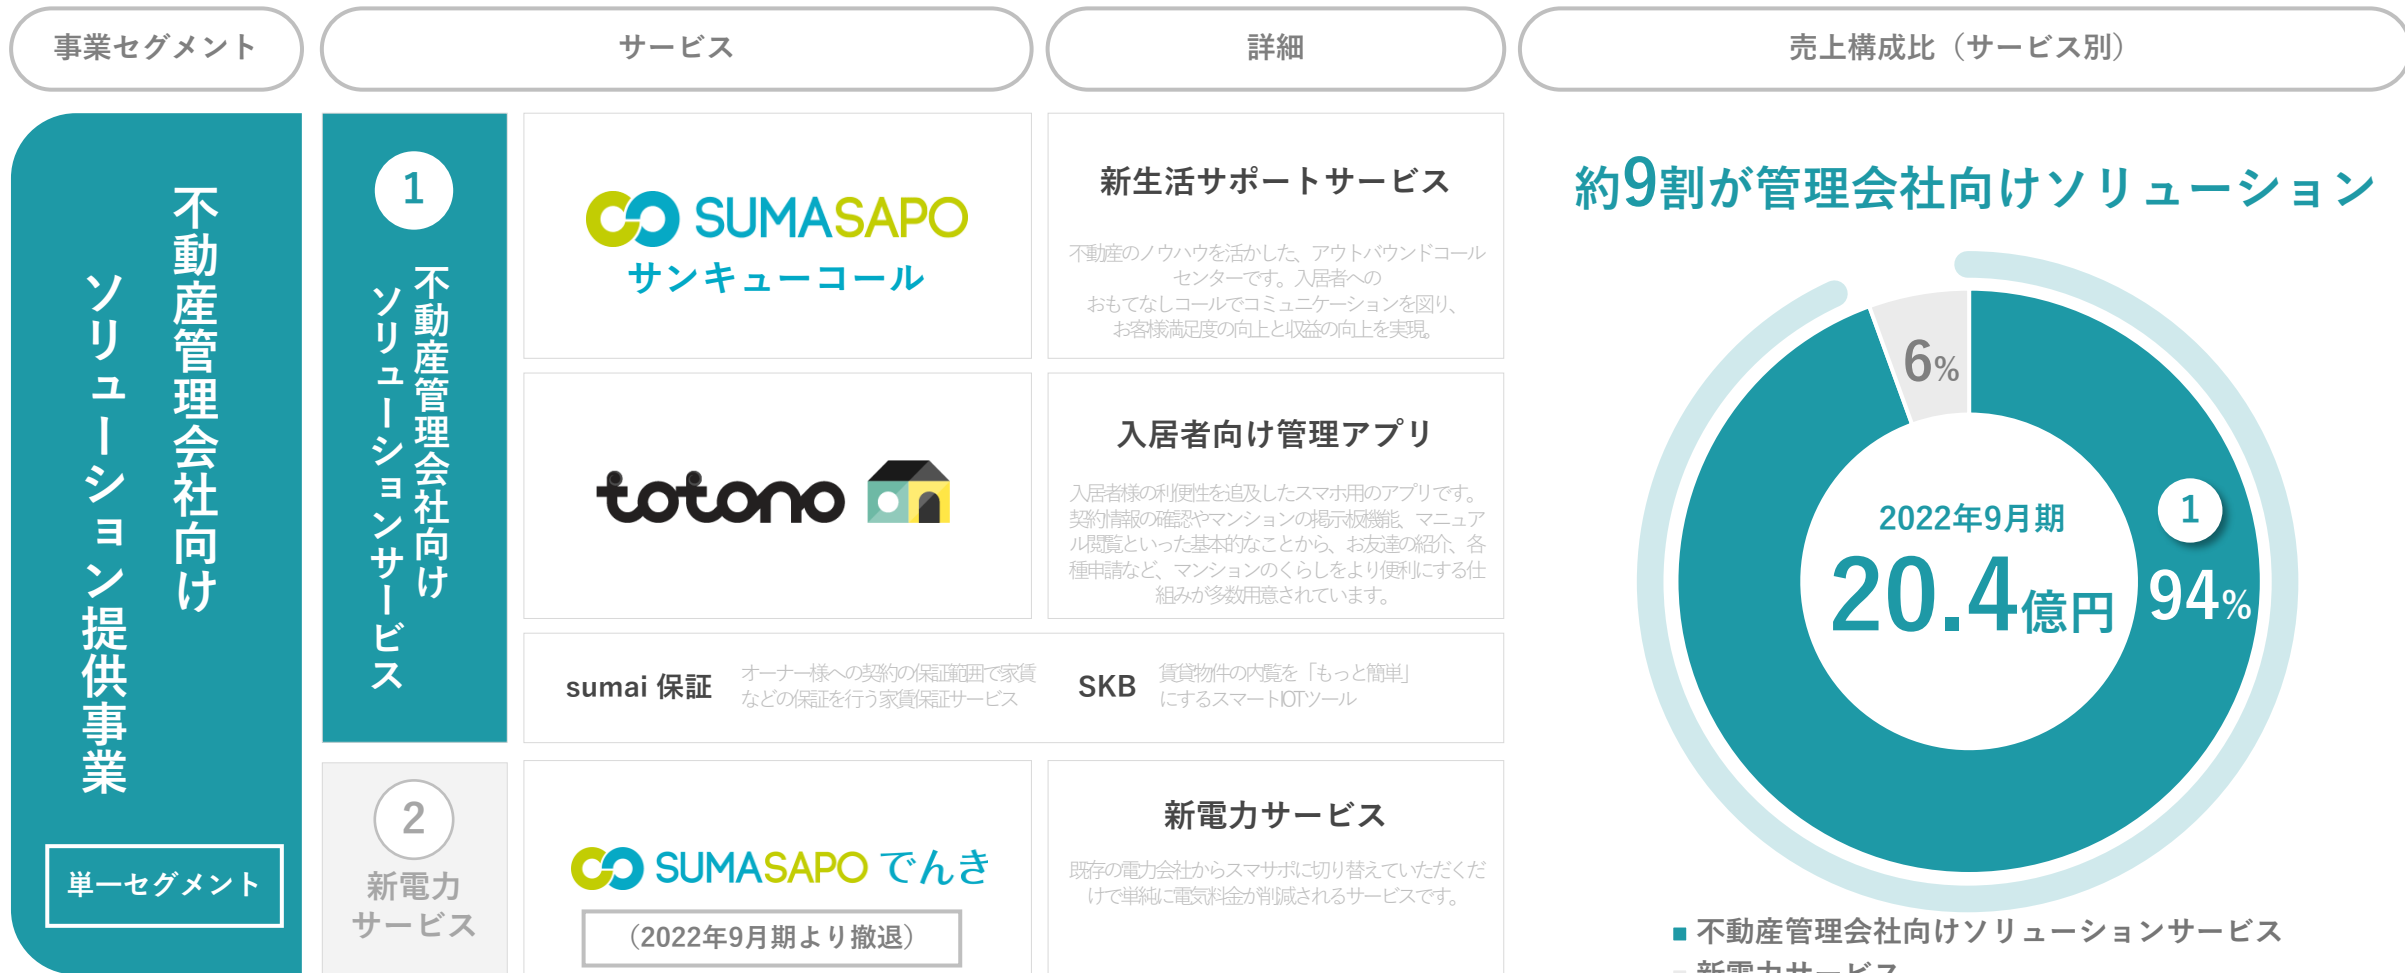 事業セグメント
サービス
詳細
売上構成比（サービス別）
不動産管理会社向け
ソリューション提供事業
単一セグメント
1
不動産管理会社向け
ソリューションサービス
SUMASAPO
サンキューコール
新生活サポートサービス
不動産のノウハウを活かした、アウトバウンドコール
センターです。入居者への
おもてなしコールでコミュニケーションを図り、
お客様満足度の向上と収益の向上を実現。
totono
入居者向け管理アプリ
入居者様の利便性を追及したスマホ用のアプリです。
契約情報の確認やマンションの掲示板機能、マニュア
ル閲覧といった基本的なことから、お友達の紹介、各
種申請など、マンションのくらしをより便利にする仕
組みが多数用意されています。
sumai 保証
オーナー様への契約の保証範囲で家賃
などの保証を行う家賃保証サービス
SKB
賃貸物件の内覧を「もっと簡単」
にするスマートIOTツール
2
新電力
サービス
SUMASAPO でんき
（2022年9月期より撤退）
新電力サービス
既存の電力会社からスマサポに切り替えていただくだ
けで単純に電気料金が削減されるサービスです。
約9割が管理会社向けソリューション
6%
2022年9月期
20.4億円
1
94%
不動産管理会社向けソリューションサービス
新電力サービス